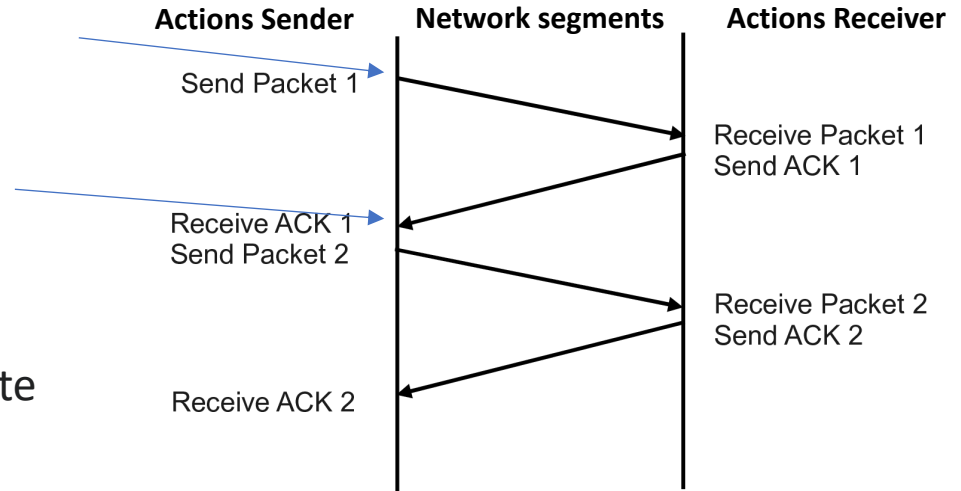 Actions Sender
Network segments
Actions Receiver
Send Packet 1
Receive Packet 1
Send ACK 1
Receive ACK 1
Send Packet 2
Receive Packet 2
Send ACK 2
te
Receive ACK 2